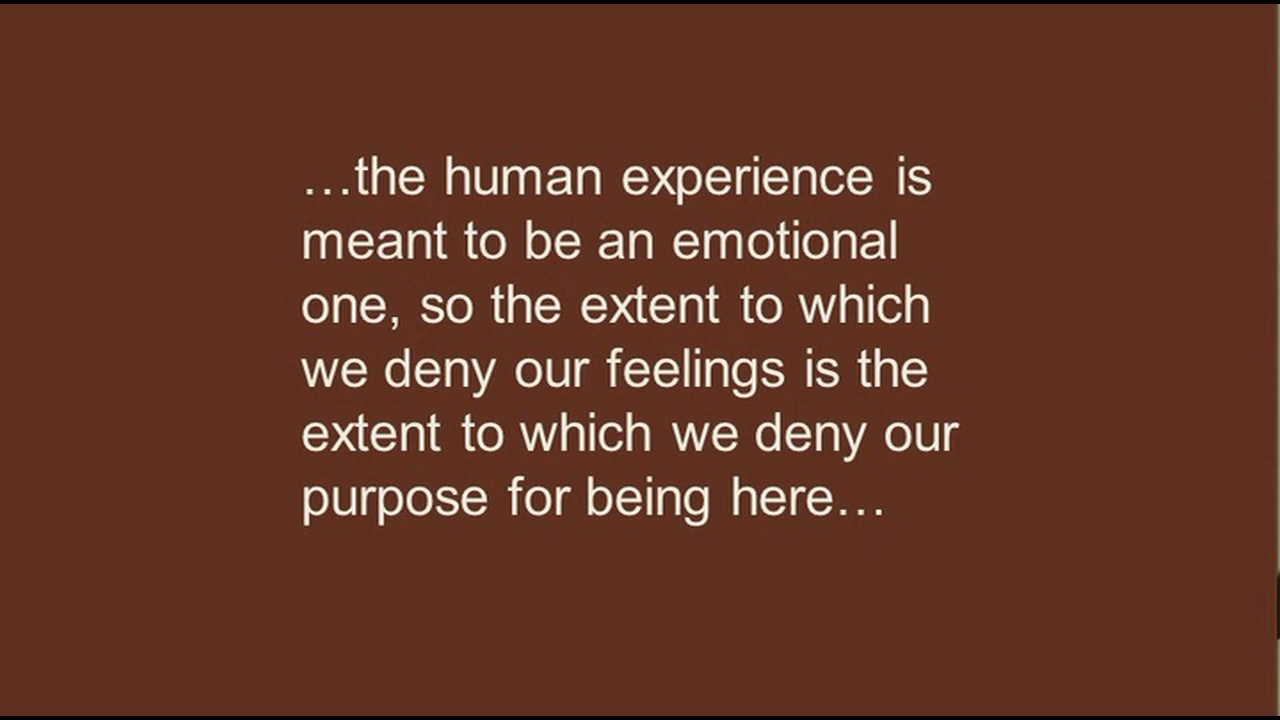 …the human experience is
meant to be an emotional
one, so the extent to which
we deny our feelings is the
extent to which we deny our
purpose for being here…